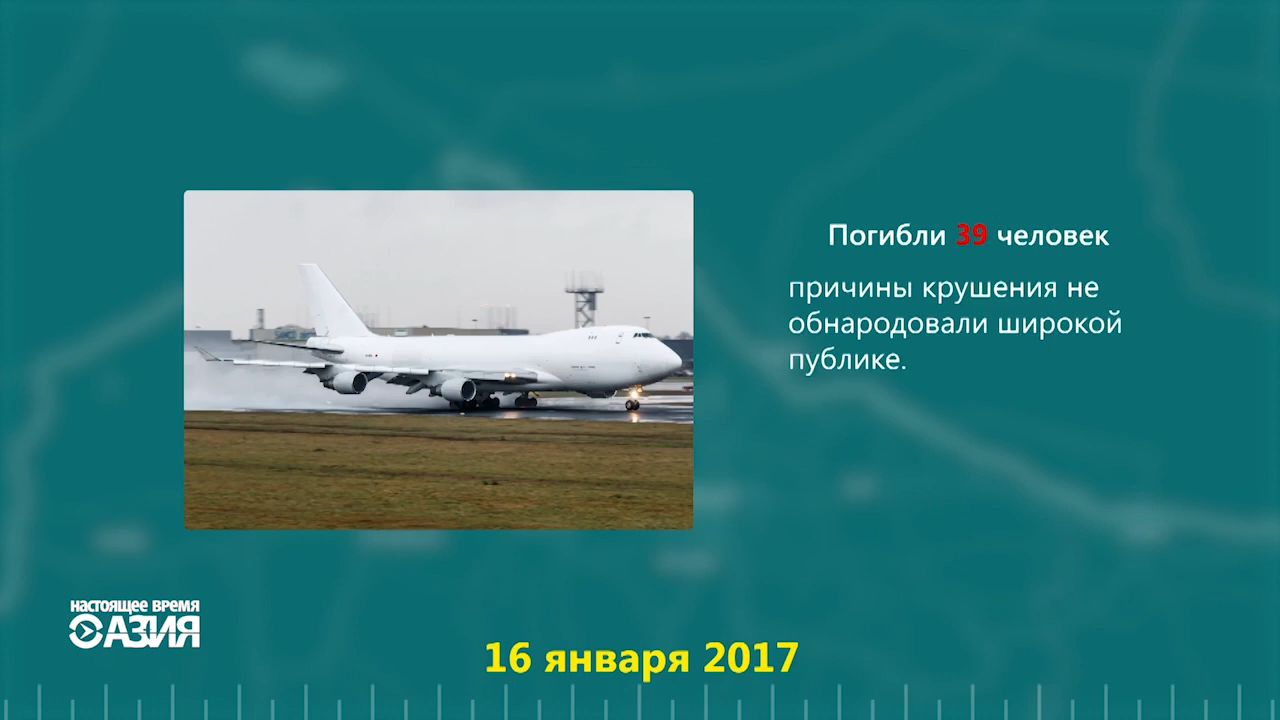 Погибли 39 человек
причины крушения не
обнародовали широкой
публике.
НАСТОЯЩЕЕ ВРЕМЯ
АЗИЯ
16 января 2017